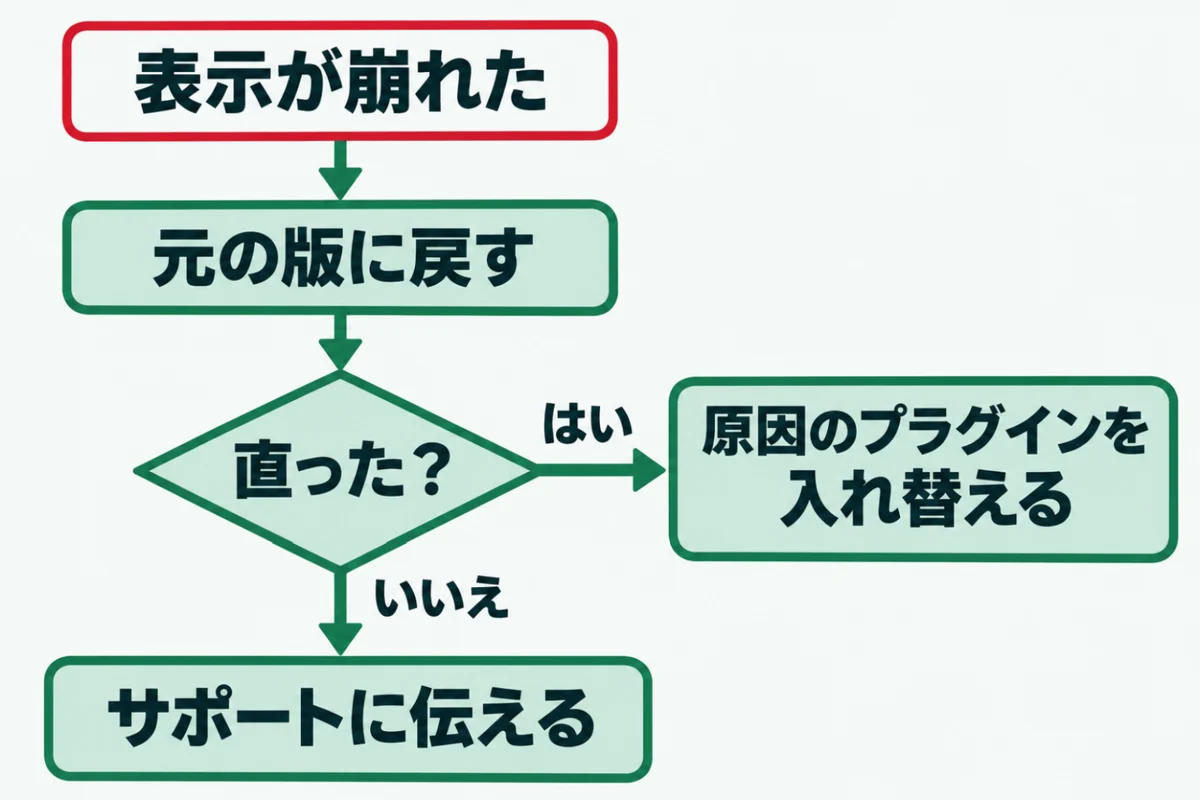 表示が崩れた
元の版に戻す
直った？
はい
原因のプラグインを
入れ替える
いいえ
サポートに伝える